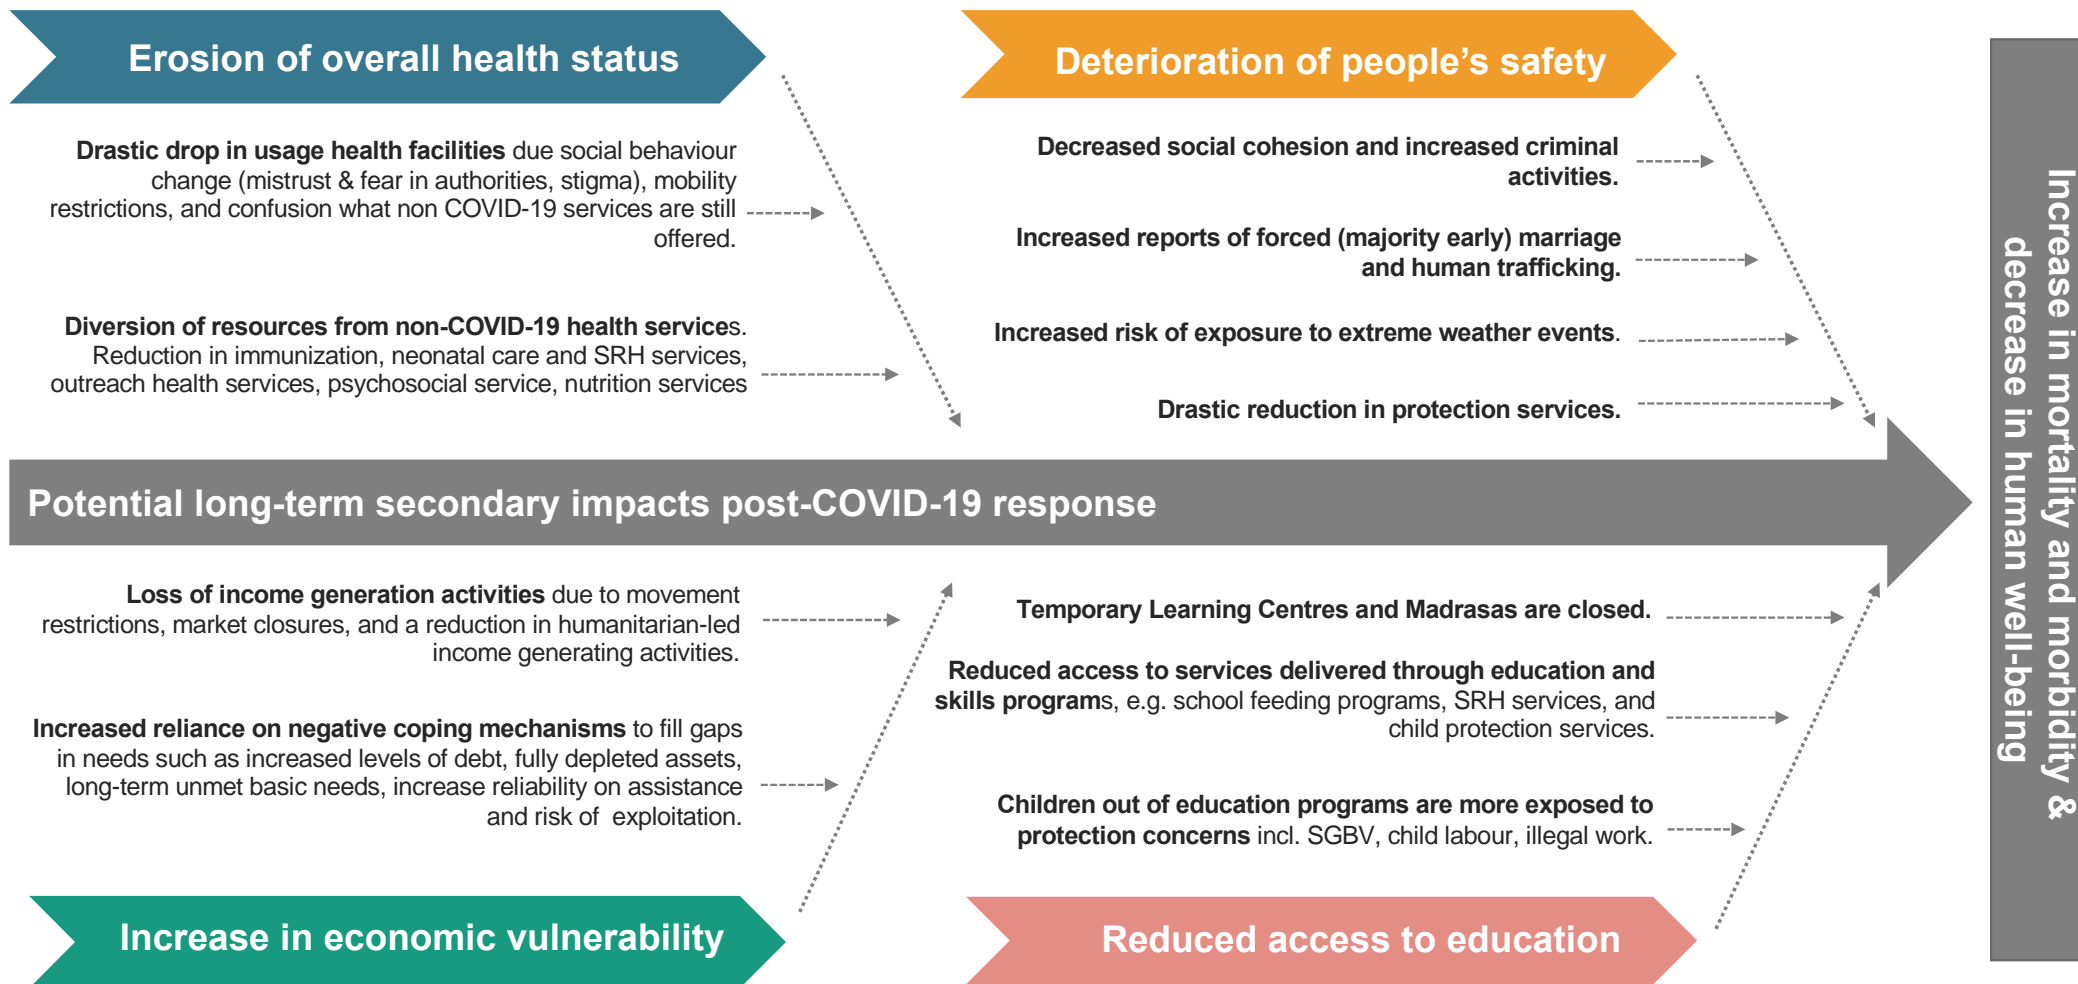 Erosion of overall health status
Drastic drop in usage health facilities due social behaviour
change (mistrust & fear in authorities, stigma), mobility
restrictions, and confusion what non COVID-19 services are still
offered.
Diversion of resources from non-COVID-19 health services.
Reduction in immunization, neonatal care and SRH services,
outreach health services, psychosocial service, nutrition services
Deterioration of people’s safety
Decreased social cohesion and increased criminal
activities.
Increased reports of forced (majority early) marriage
and human trafficking.
Increased risk of exposure to extreme weather events.
Drastic reduction in protection services.
Potential long-term secondary impacts post-COVID-19 response
Loss of income generation activities due to movement
restrictions, market closures, and a reduction in humanitarian-led
income generating activities.
Increased reliance on negative coping mechanisms to fill gaps
in needs such as increased levels of debt, fully depleted assets,
long-term unmet basic needs, increase reliability on assistance
and risk of  exploitation.
Increase in economic vulnerability
Temporary Learning Centres and Madrasas are closed.
Reduced access to services delivered through education and
skills programs, e.g. school feeding programs, SRH services, and
child protection services.
Children out of education programs are more exposed to
protection concerns incl. SGBV, child labour, illegal work.
Reduced access to education
Increase in mortality and morbidity &
decrease in human well-being